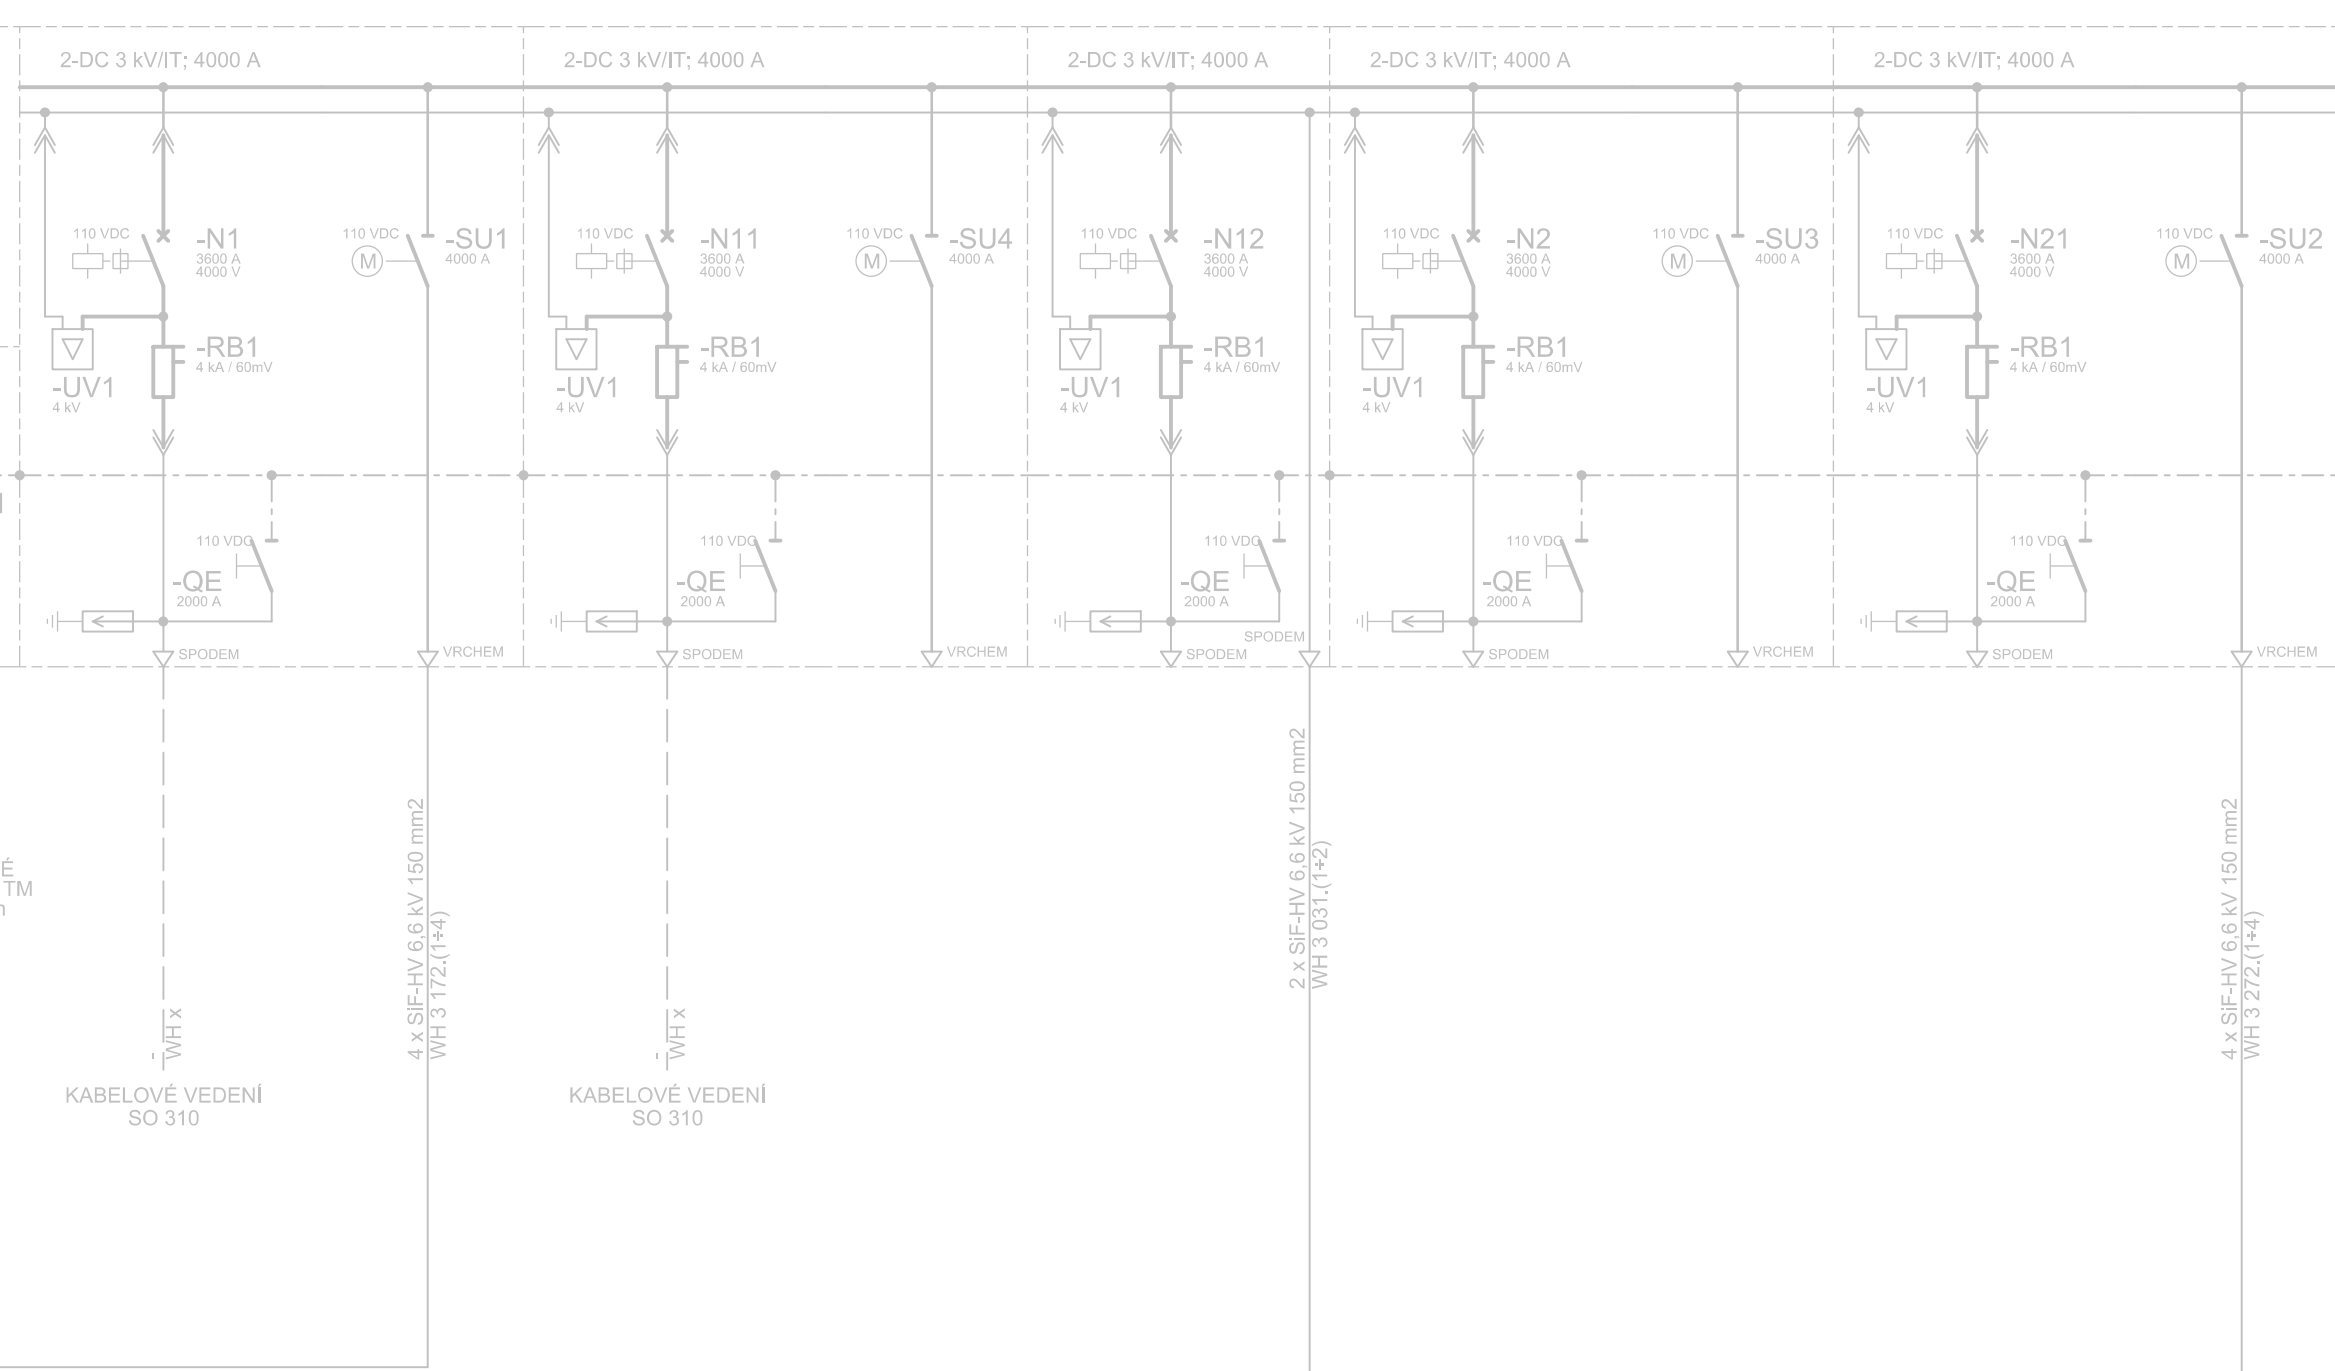 2-DC 3 kV/IT; 4000 A
110 VDC
-N1
3600 A
4000 V
110 VDC
M
-SU1
4000 A
-RB1
4 kA / 60mV
-UV1
4 kV
110 VDC
-QE
2000 A
SPODEM
VRCHEM
2-DC 3 kV/IT; 4000 A
110 VDC
-N11
3600 A
4000 V
110 VDC
M
-SU4
4000 A
-RB1
4 kA / 60mV
-UV1
4 kV
110 VDC
-QE
2000 A
SPODEM
VRCHEM
2-DC 3 kV/IT; 4000 A
110 VDC
-N12
3600 A
4000 V
-RB1
4 kA / 60mV
-UV1
4 kV
110 VDC
-QE
2000 A
SPODEM
SPODEM
2-DC 3 kV/IT; 4000 A
110 VDC
-N2
3600 A
4000 V
110 VDC
M
-SU3
4000 A
-RB1
4 kA / 60mV
-UV1
4 kV
110 VDC
-QE
2000 A
SPODEM
VRCHEM
2-DC 3 kV/IT; 4000 A
110 VDC
-N21
3600 A
4000 V
110 VDC
M
-SU2
4000 A
-RB1
4 kA / 60mV
-UV1
4 kV
110 VDC
-QE
2000 A
SPODEM
VRCHEM
É
TM
-
WH x
KABELOVÉ VEDENÍ
SO 310
4 x SiF-HV 6,6 kV 150 mm2
WH 3 172.(1÷4)
-
WH x
KABELOVÉ VEDENÍ
SO 310
2 x SiF-HV 6,6 kV 150 mm2
WH 3 031.(1÷2)
4 x SiF-HV 6,6 kV 150 mm2
WH 3 272.(1÷4)